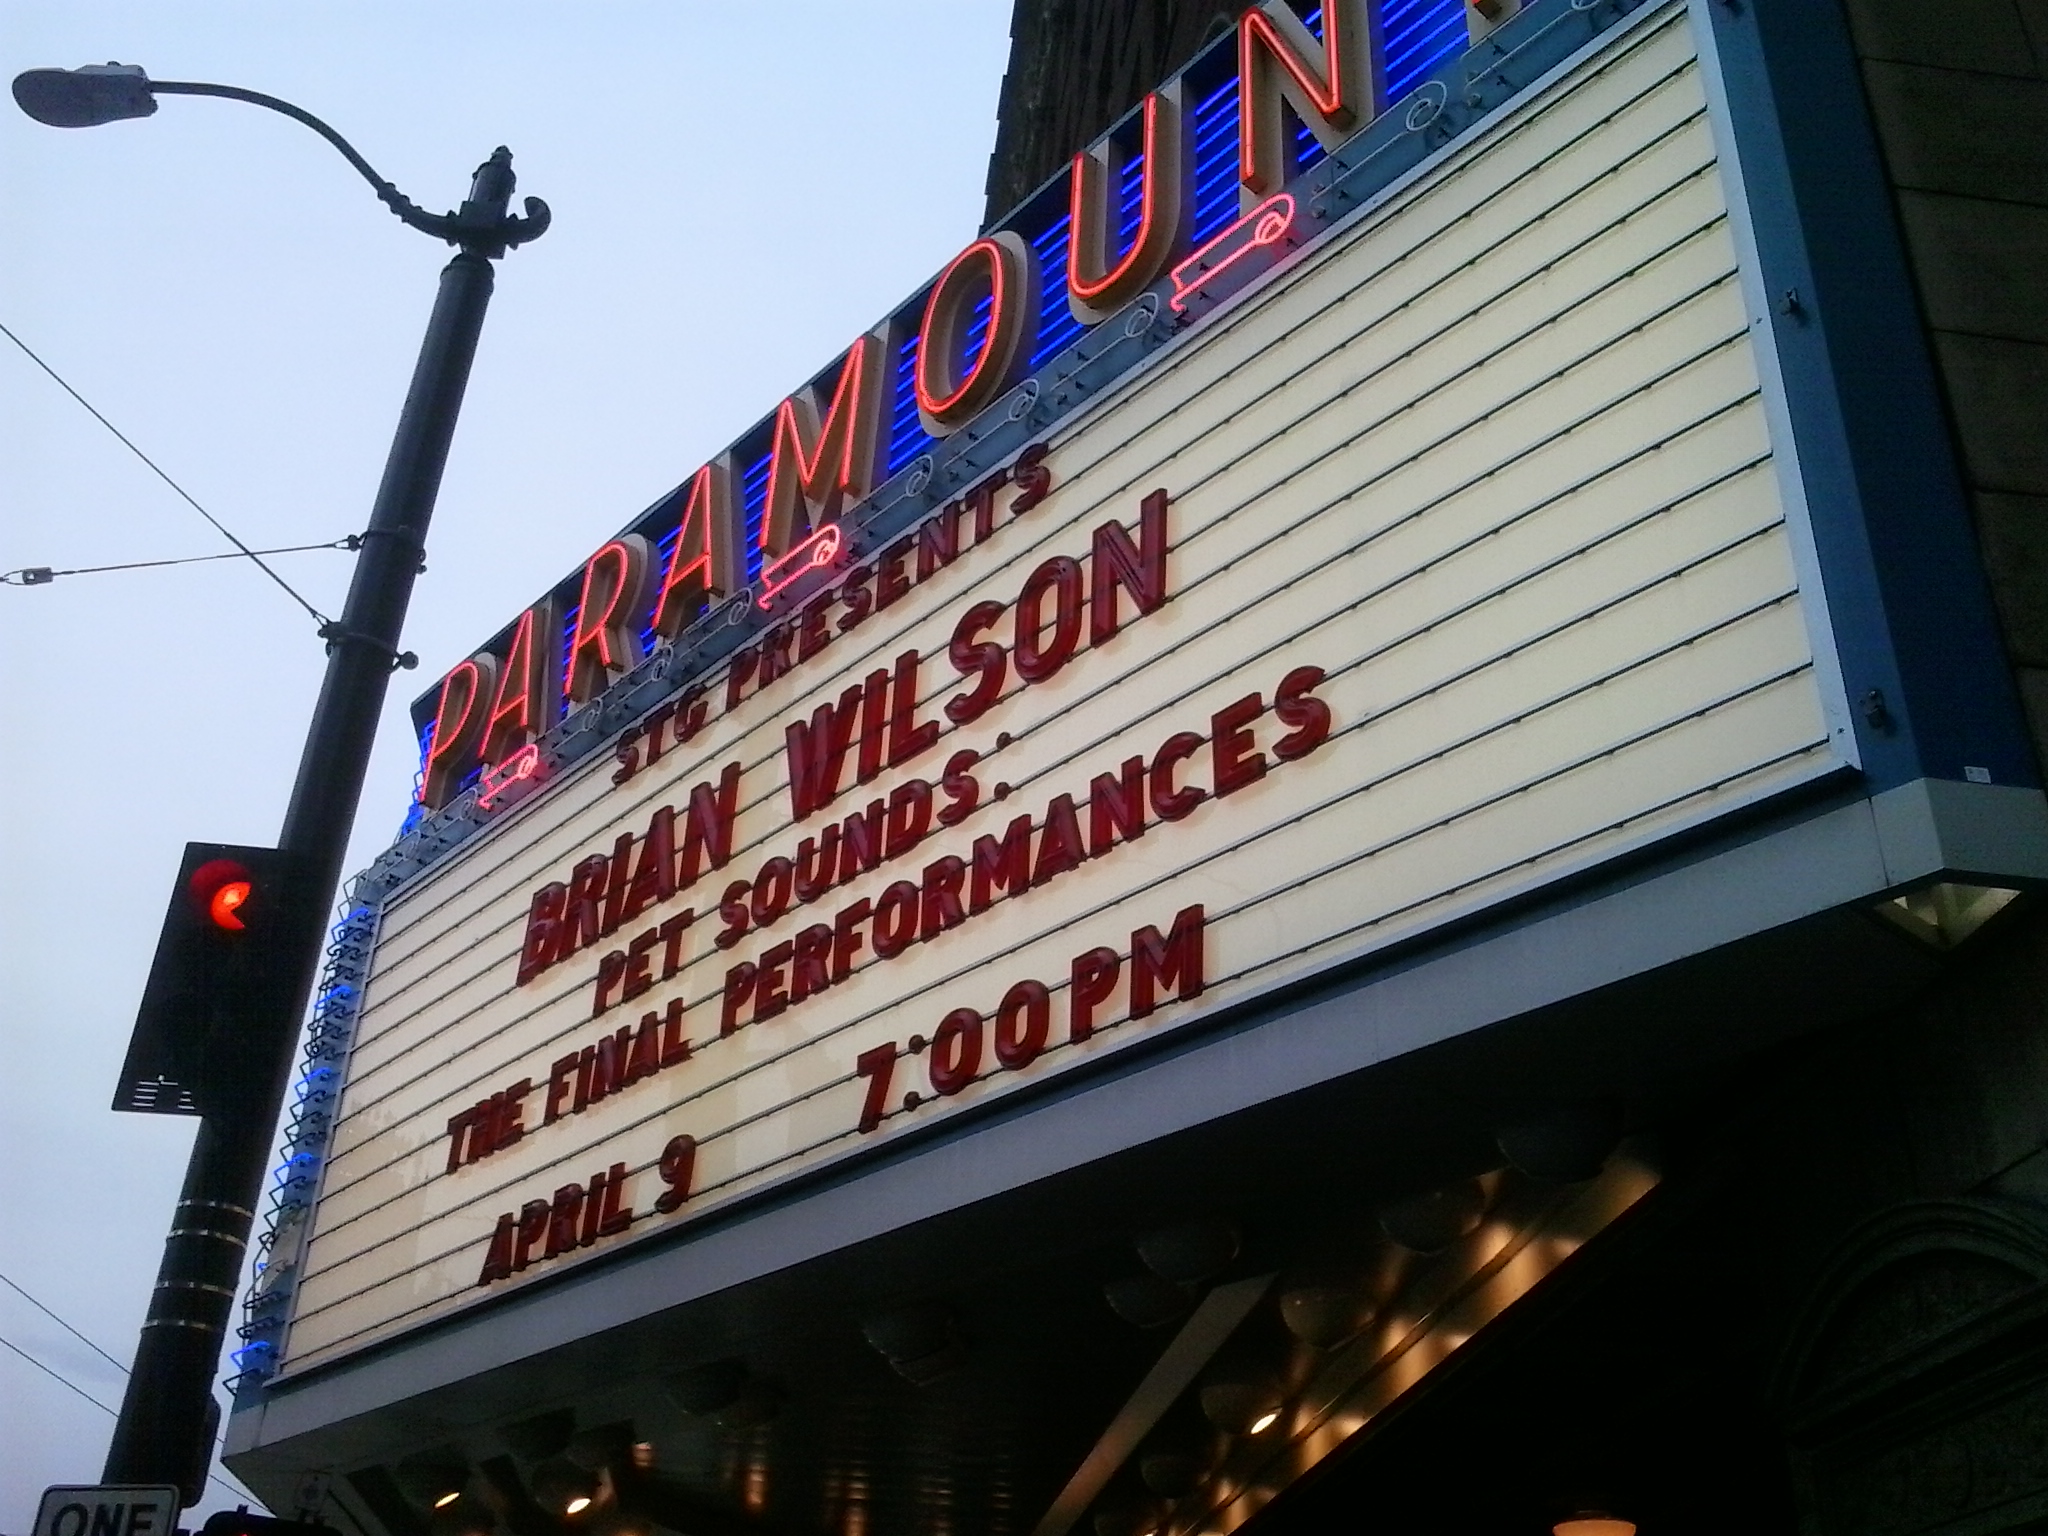 PARAMOUN
STG PRESENTS
BRIAN WILSON
PET SOUNDS:
THE FINAL PERFORMANCES
APRIL 9 7:00PM
ONE